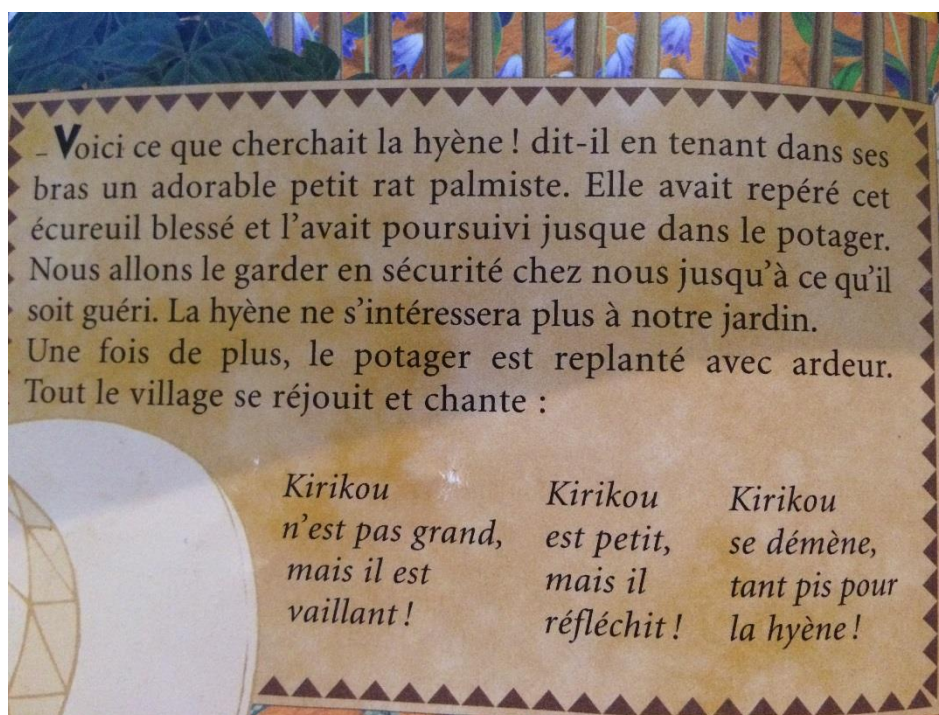 – Voici ce que cherchait la hyène ! dit-il en tenant dans ses
bras un adorable petit rat palmiste. Elle avait repéré cet
écureuil blessé et l'avait poursuivi jusque dans le potager.
Nous allons le garder en sécurité chez nous jusqu'à ce qu'il
soit guéri. La hyène ne s'intéressera plus à notre jardin.
Une fois de plus, le potager est replanté avec ardeur.
Tout le village se réjouit et chante :
Kirikou
n'est pas grand,
mais il est
vaillant !
Kirikou
est petit,
mais il
réfléchit !
Kirikou
se démène,
tant pis pour
la hyène !